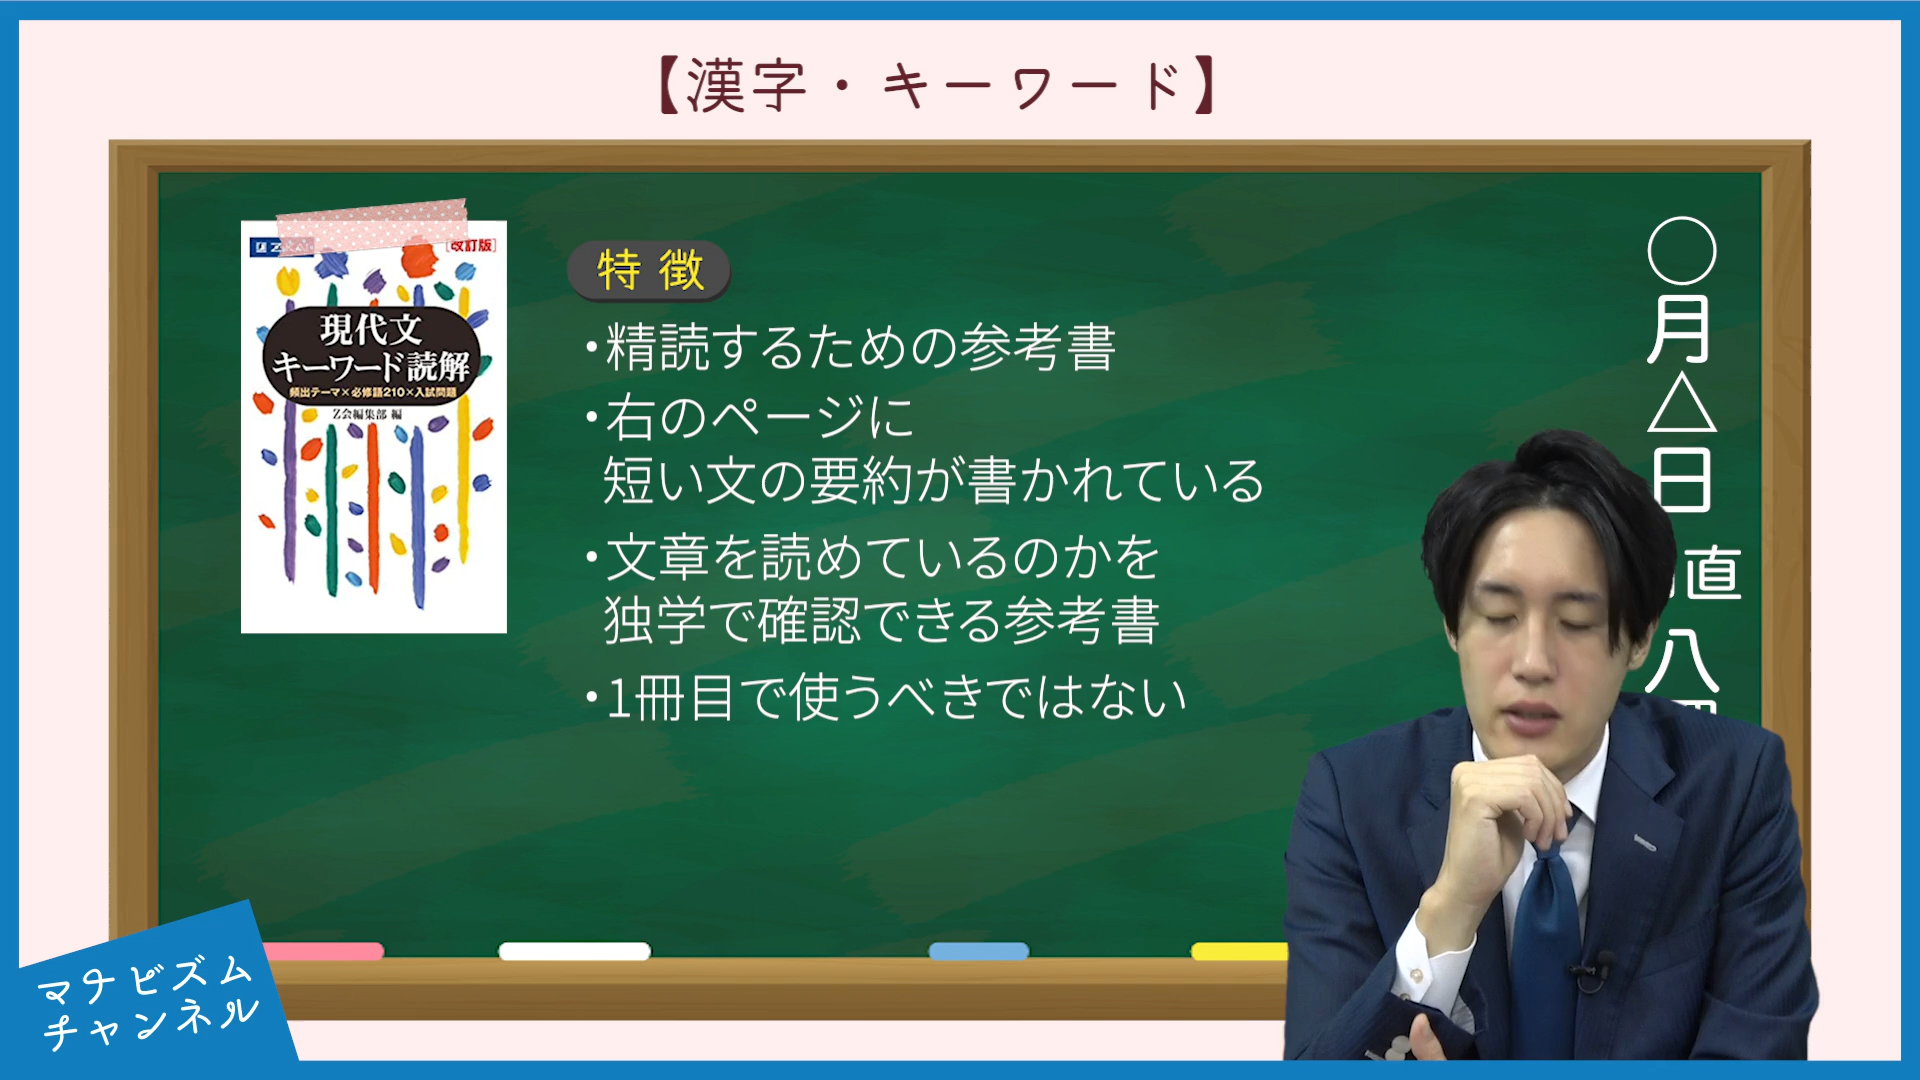 【漢字・キーワード】
改訂版
現代文
キーワード読解
頻出テーマ×必修語210×入試問題
Z会編集部 編
特徴
・精読するための参考書
・右のページに
短い文の要約が書かれている
・文章を読めているのかを
独学で確認できる参考書
・1冊目で使うべきではない
○月△日
直
八
マナビズム
チャンネル